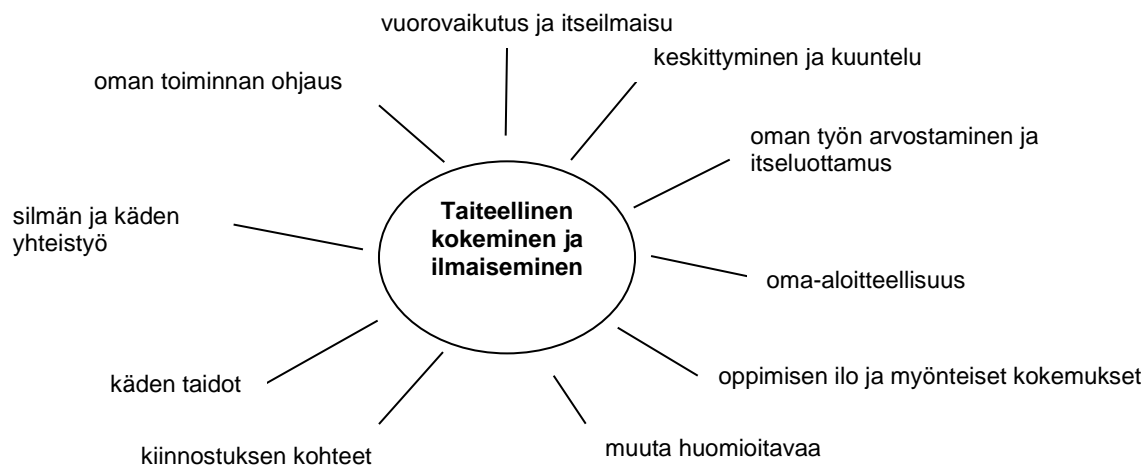 vuorovaikutus ja itseilmaisu
keskittyminen ja kuuntelu
oman toiminnan ohjaus
oman työn arvostaminen ja
itseluottamus
Taiteellinen
kokeminen ja
ilmaiseminen
silmän ja käden
yhteistyö
oma-aloitteellisuus
käden taidot
oppimisen ilo ja myönteiset kokemukset
kiinnostuksen kohteet
muuta huomioitavaa